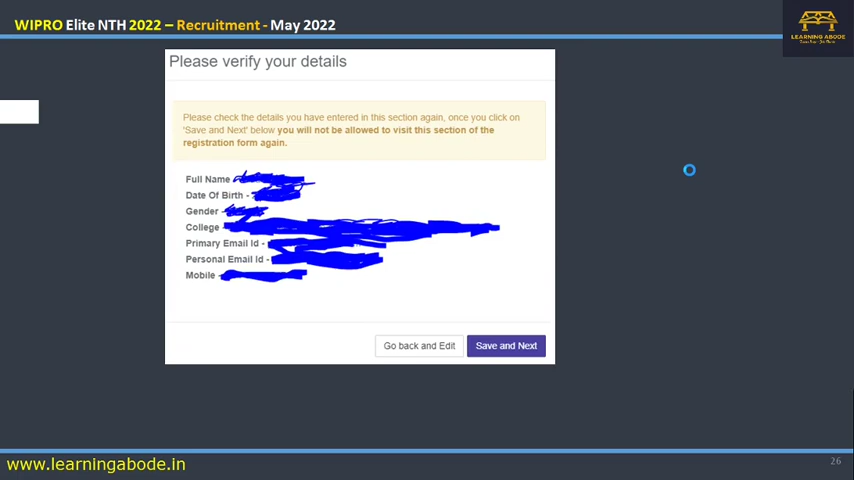 WIPRO Elite NTH 2022 – Recruitment - May 2022
LEARNING ABODE
Please verify your details
Please check the details you have entered in this section again, once you click on
'Save and Next' below you will not be allowed to visit this section of the
registration form again.
Full Name
Date Of Birth -
Gender
College
Primary Email Id -
Personal Email Id -
Mobile
Go back and Edit
Save and Next
www.learningabode.in
26